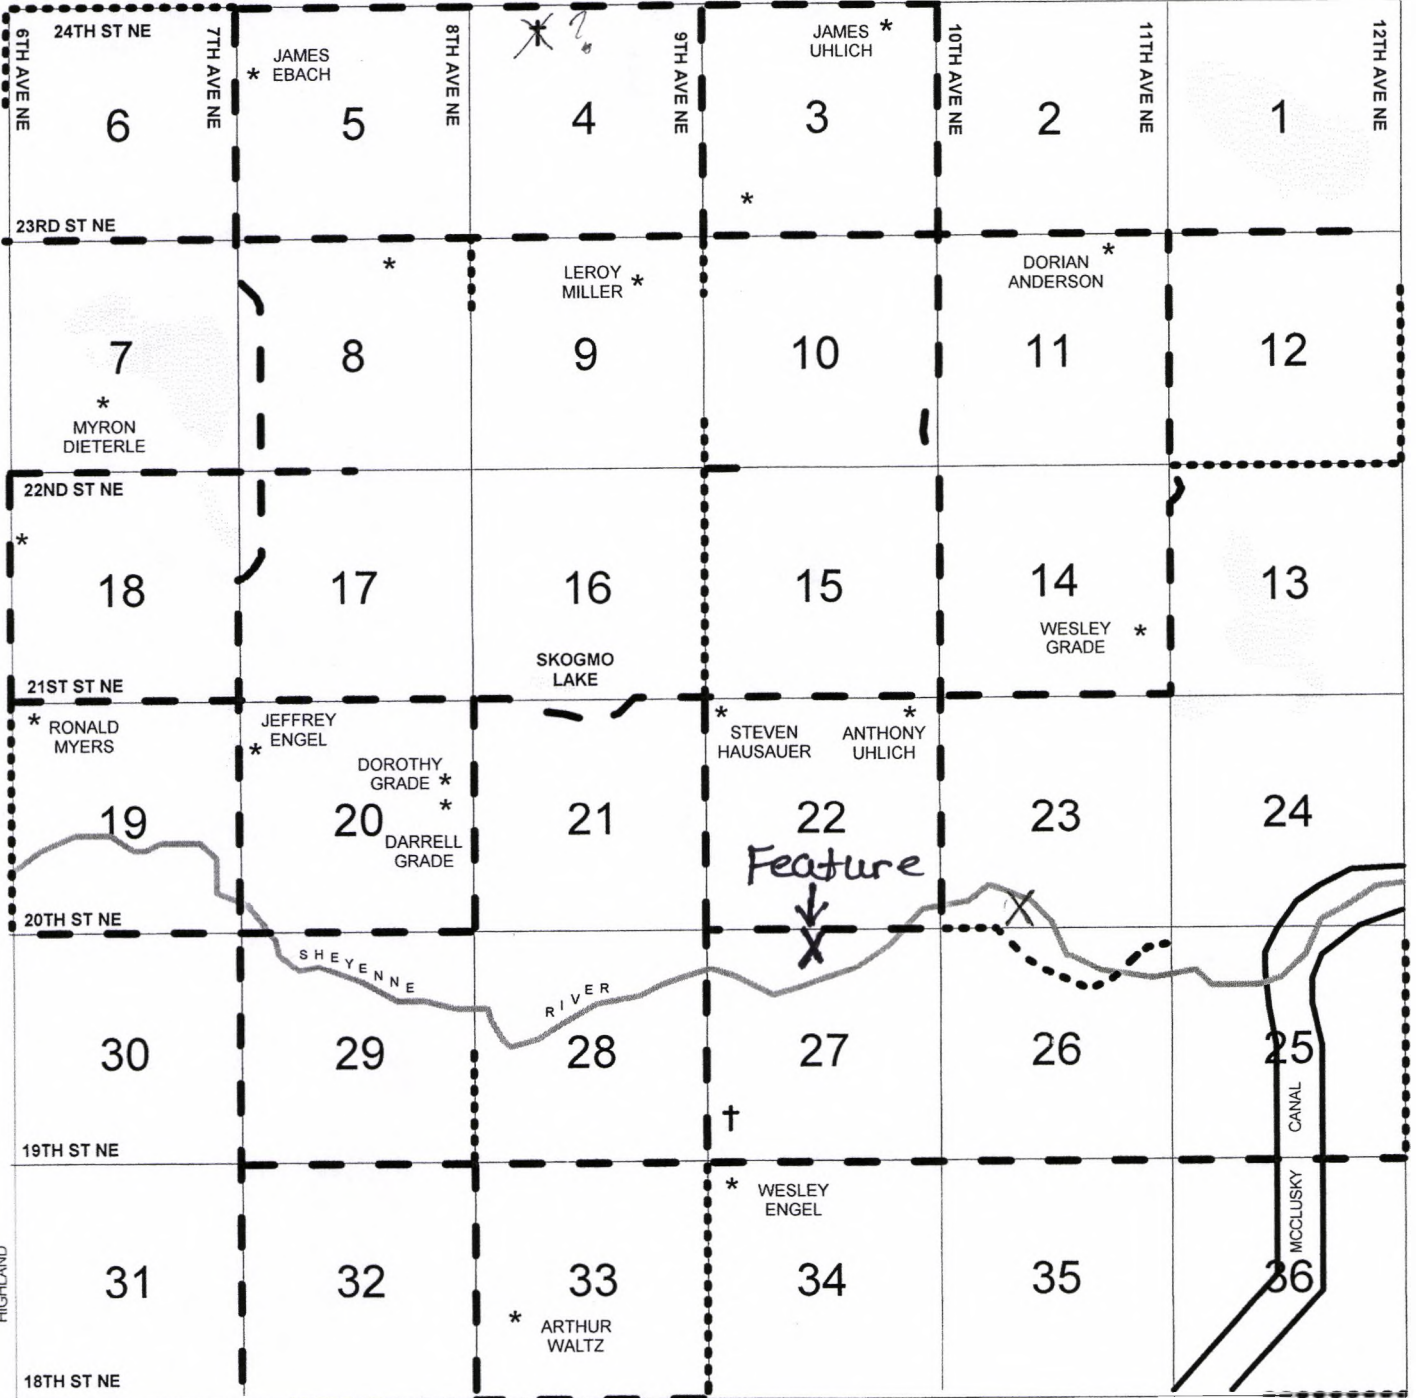 24TH ST NE
6TH AVE NE
7TH AVE NE
8TH AVE NE
9TH AVE NE
10TH AVE NE
11TH AVE NE
12TH AVE NE
?
JAMES
EBACH
JAMES
UHLICH
6
5
4
3
2
1
23RD ST NE
LEROY
MILLER
DORIAN
ANDERSON
7
8
9
10
11
12
MYRON
DIETERLE
22ND ST NE
18
17
16
15
14
13
WESLEY
GRADE
SKOGMO
LAKE
21ST ST NE
RONALD
MYERS
JEFFREY
ENGEL
DOROTHY
GRADE
STEVEN
HAUSAUER
ANTHONY
UHLICH
19
20
21
22
23
24
DARRELL
GRADE
Feature
X
X
20TH ST NE
SHEYENNE
RIVER
30
29
28
27
26
25
CANAL
19TH ST NE
WESLEY
ENGEL
MCCLUSKY
HIGHLAND
31
32
33
34
35
36
ARTHUR
WALTZ
18TH ST NE